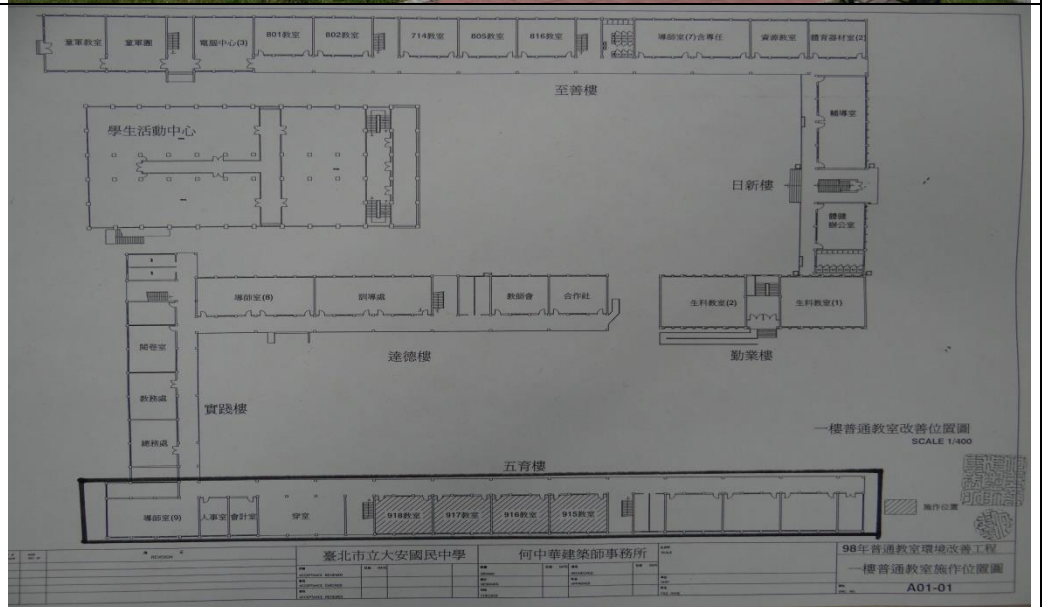 童軍教室
童軍團
電腦中心(3)
801教室
802教室
714教室
805教室
816教室
導師室(7)含專任
資源教室
體育器材室(2)
至善樓
輔導室
學生活動中心
日新樓
體健
辦公室
導師室(8)
訓導處
教師會
合作社
生科教室(2)
生科教室(1)
達德樓
勤業樓
閱卷室
教務處
總務處
實踐樓
一樓普通教室改善位置圖
SCALE 1/400
五育樓
導師室(9)
人事室
會計室
穿堂
918教室
917教室
916教室
915教室
施作位置
臺北市立大安國民中學
何中華建築師事務所
98年普通教室環境改善工程
一樓普通教室施作位置圖
A01-01